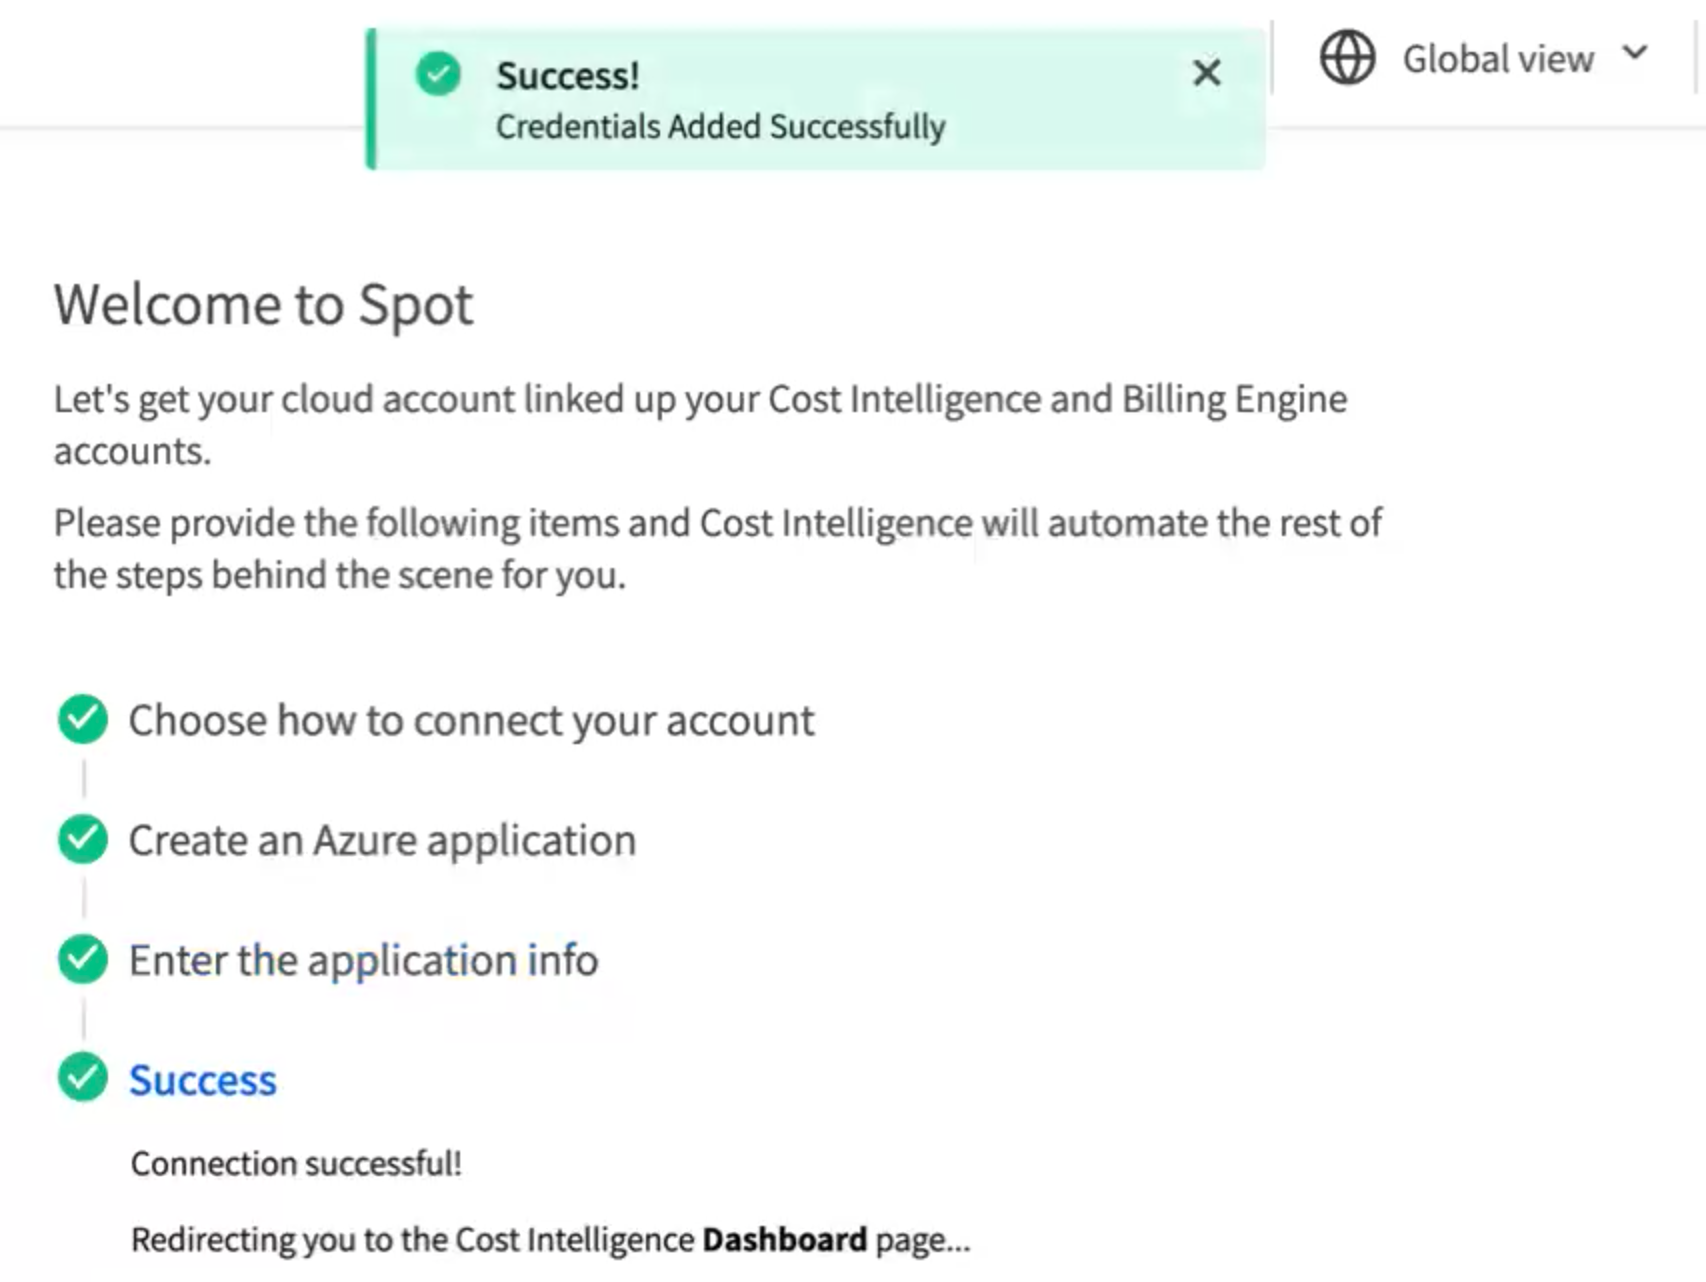 Success!
Credentials Added Successfully
Global view
Welcome to Spot
Let's get your cloud account linked up your Cost Intelligence and Billing Engine
accounts.
Please provide the following items and Cost Intelligence will automate the rest of
the steps behind the scene for you.
Choose how to connect your account
Create an Azure application
Enter the application info
Success
Connection successful!
Redirecting you to the Cost Intelligence Dashboard page...